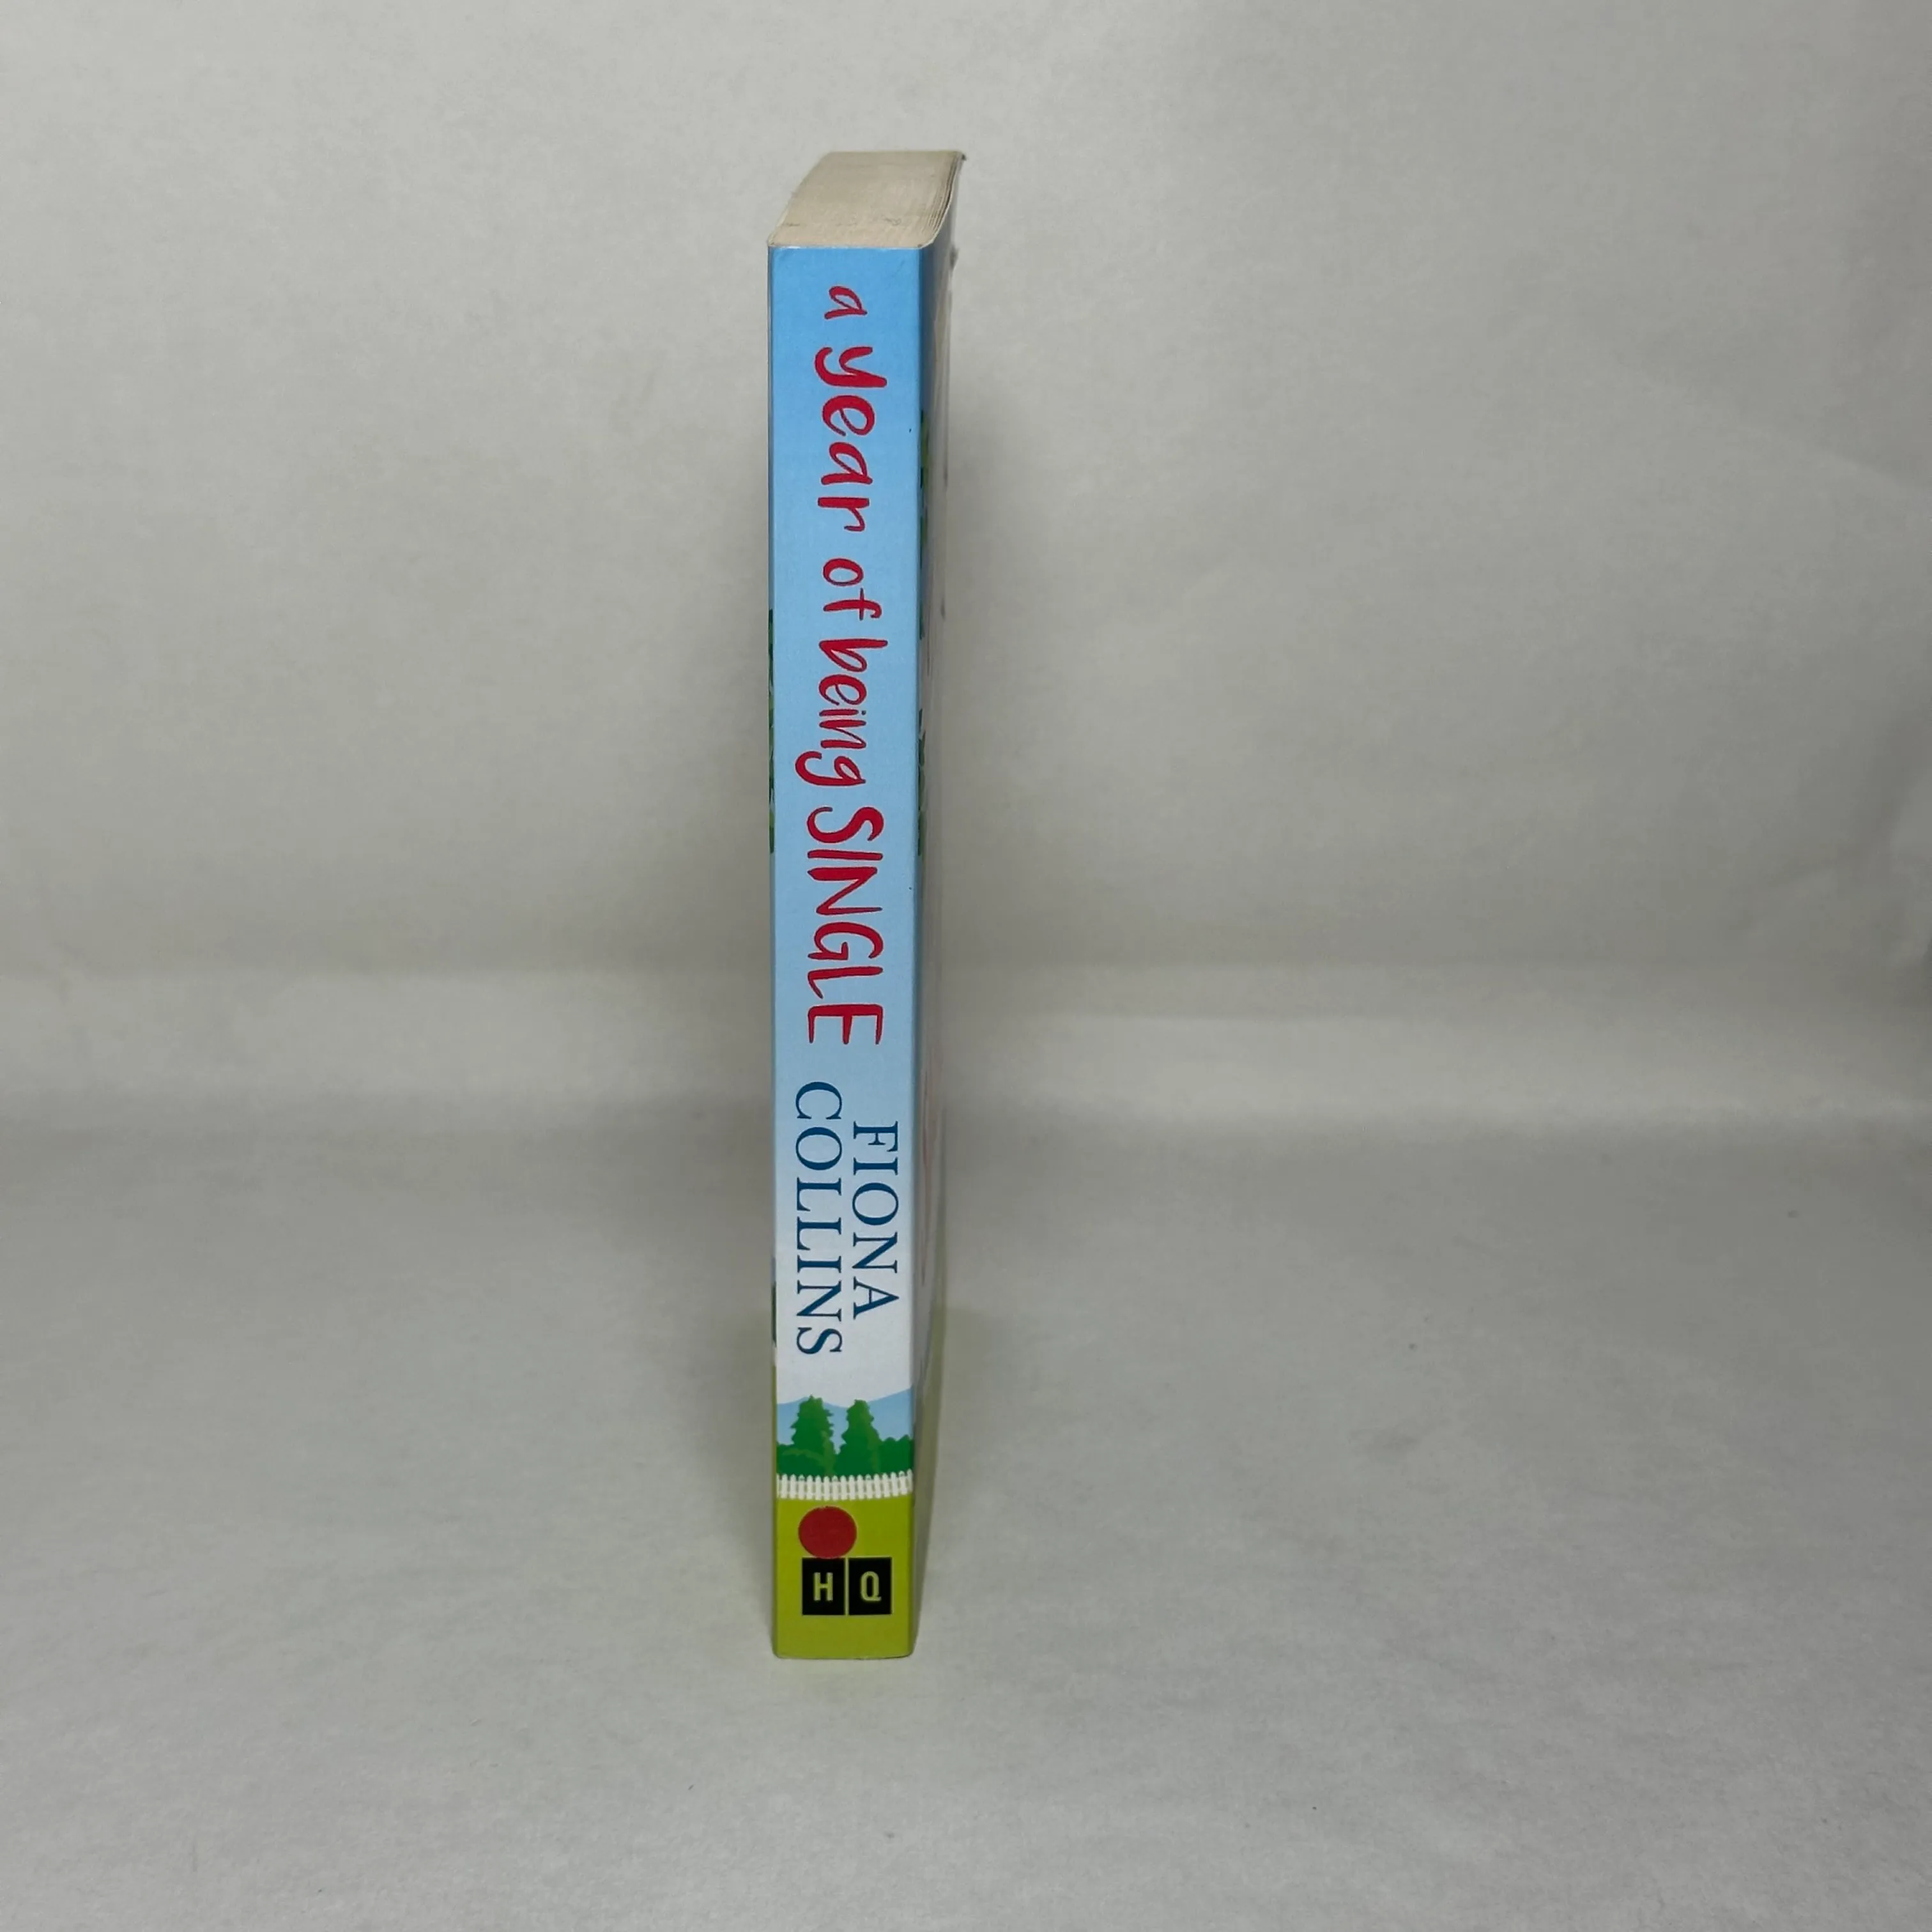 a year of being SINGLE
FIONA
COLLINS
HQ